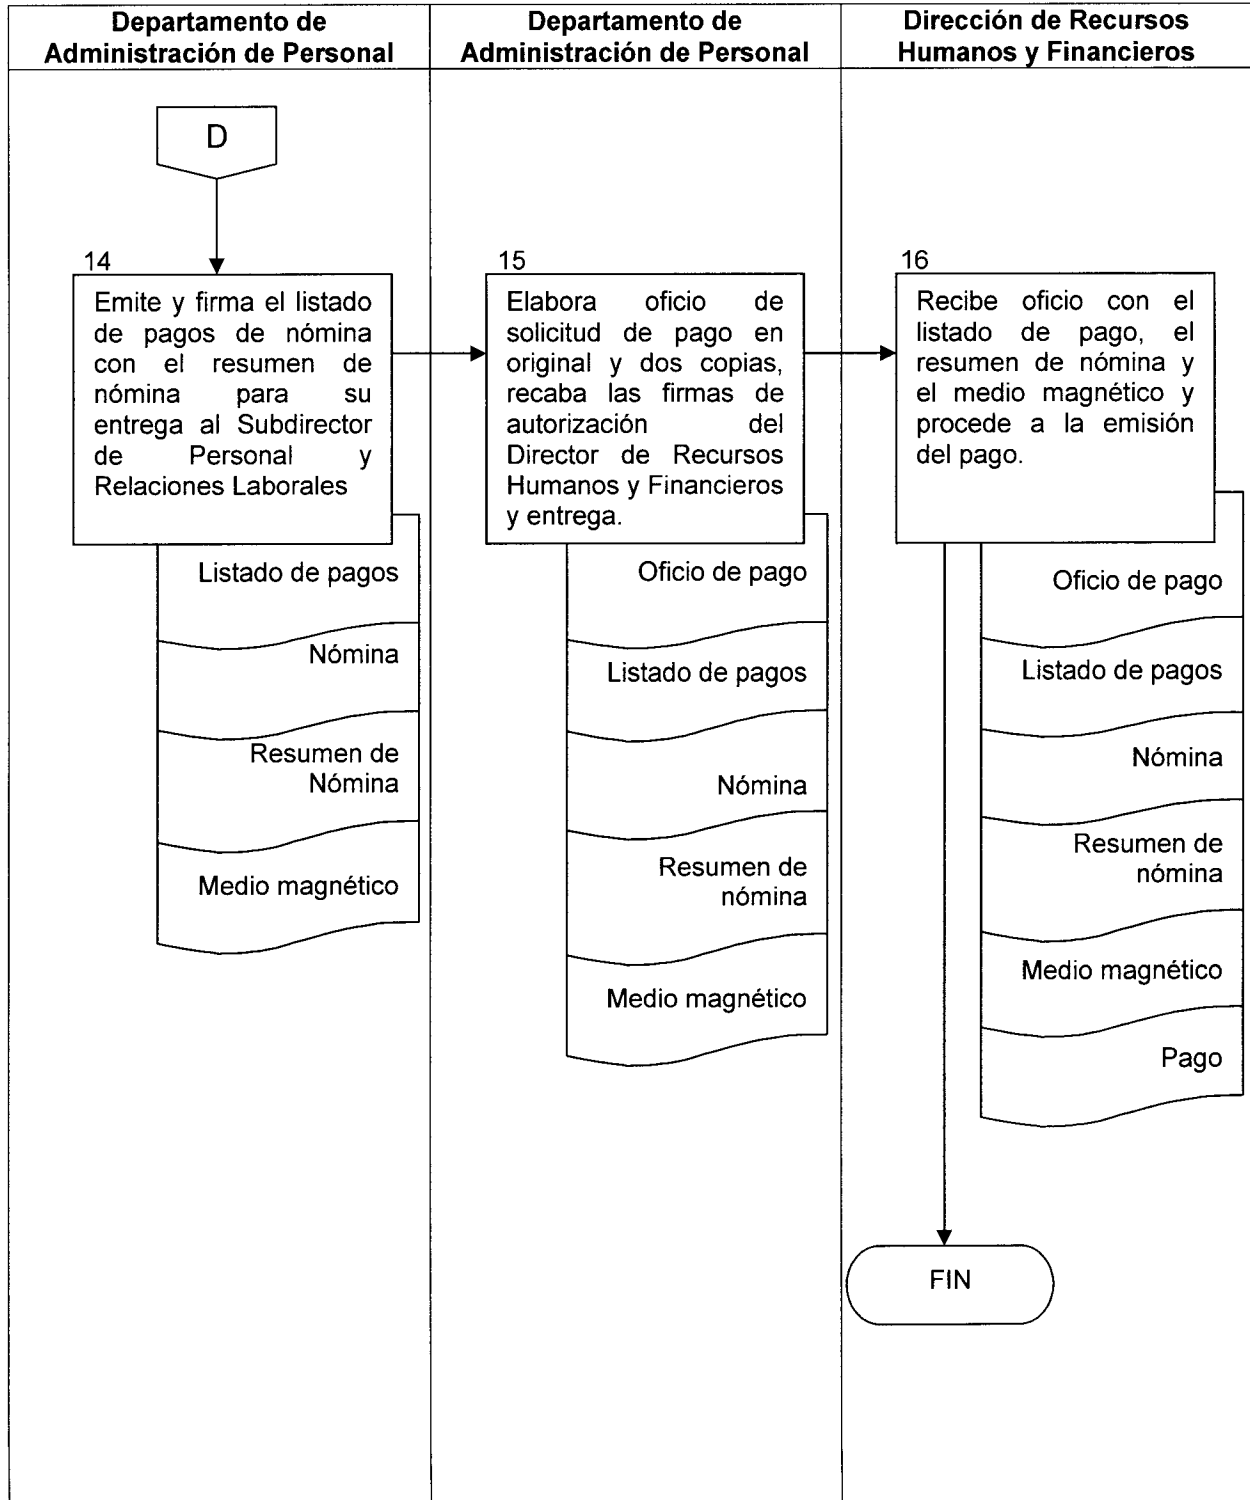 Departamento de
Administración de Personal
Departamento de
Administración de Personal
Dirección de Recursos
Humanos y Financieros
D
14
Emite y firma el listado
de pagos de nómina
con el resumen de
nómina para su
entrega al Subdirector
de Personal y
Relaciones Laborales
Listado de pagos
Nómina
Resumen de
Nómina
Medio magnético
15
Elabora oficio de
solicitud de pago en
original y dos copias,
recaba las firmas de
autorización del
Director de Recursos
Humanos y Financieros
y entrega.
Oficio de pago
Listado de pagos
Nómina
Resumen de
nómina
Medio magnético
16
Recibe oficio con el
listado de pago, el
resumen de nómina y
el medio magnético y
procede a la emisión
del pago.
Oficio de pago
Listado de pagos
Nómina
Resumen de
nómina
Medio magnético
Pago
FIN